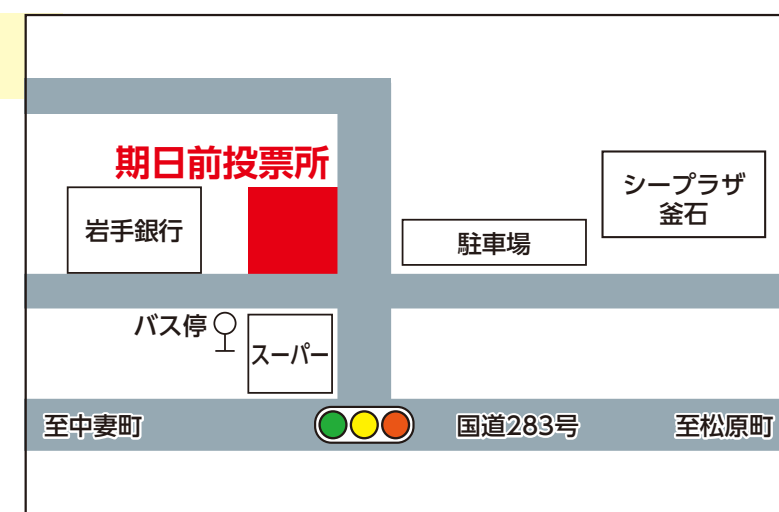 期日前投票所
岩手銀行
シープラザ
釜石
駐車場
バス停
スーパー
至中妻町
国道283号
至松原町